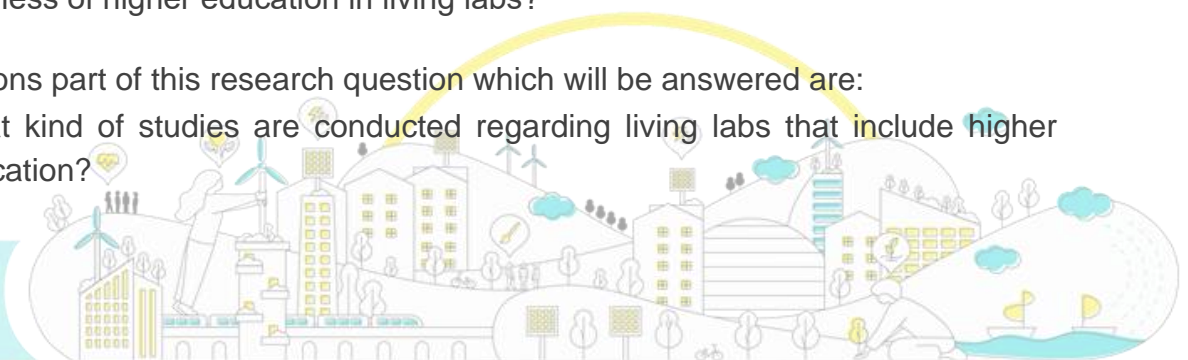 ness of higher education in living labs?
ons part of this research question which will be answered are:
t kind of studies are conducted regarding living labs that include higher
cation?